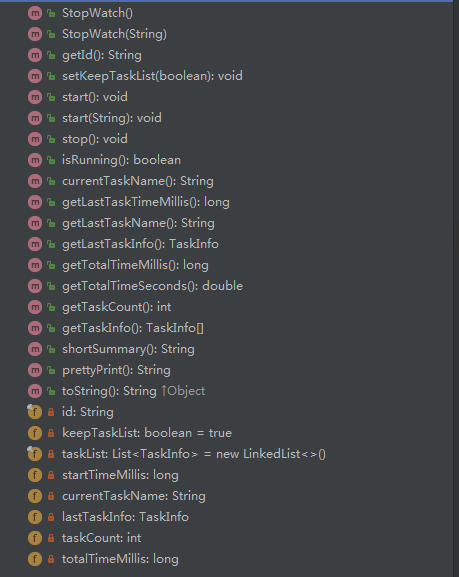 m StopWatch()
m StopWatch(String)
m getId(): String
m setKeepTaskList(boolean): void
m start(): void
m start(String): void
m stop(): void
m isRunning(): boolean
m currentTaskName(): String
m getLastTaskTimeMillis(): long
m getLastTaskName(): String
m getLastTaskInfo(): TaskInfo
m getTotalTimeMillis(): long
m getTotalTimeSeconds(): double
m getTaskCount(): int
m getTaskInfo(): TaskInfo[]
m shortSummary(): String
m prettyPrint(): String
m toString(): String ↑Object
f id: String
f keepTaskList: boolean = true
f taskList: List<TaskInfo> = new LinkedList<>()
f startTimeMillis: long
f currentTaskName: String
f lastTaskInfo: TaskInfo
f taskCount: int
f totalTimeMillis: long